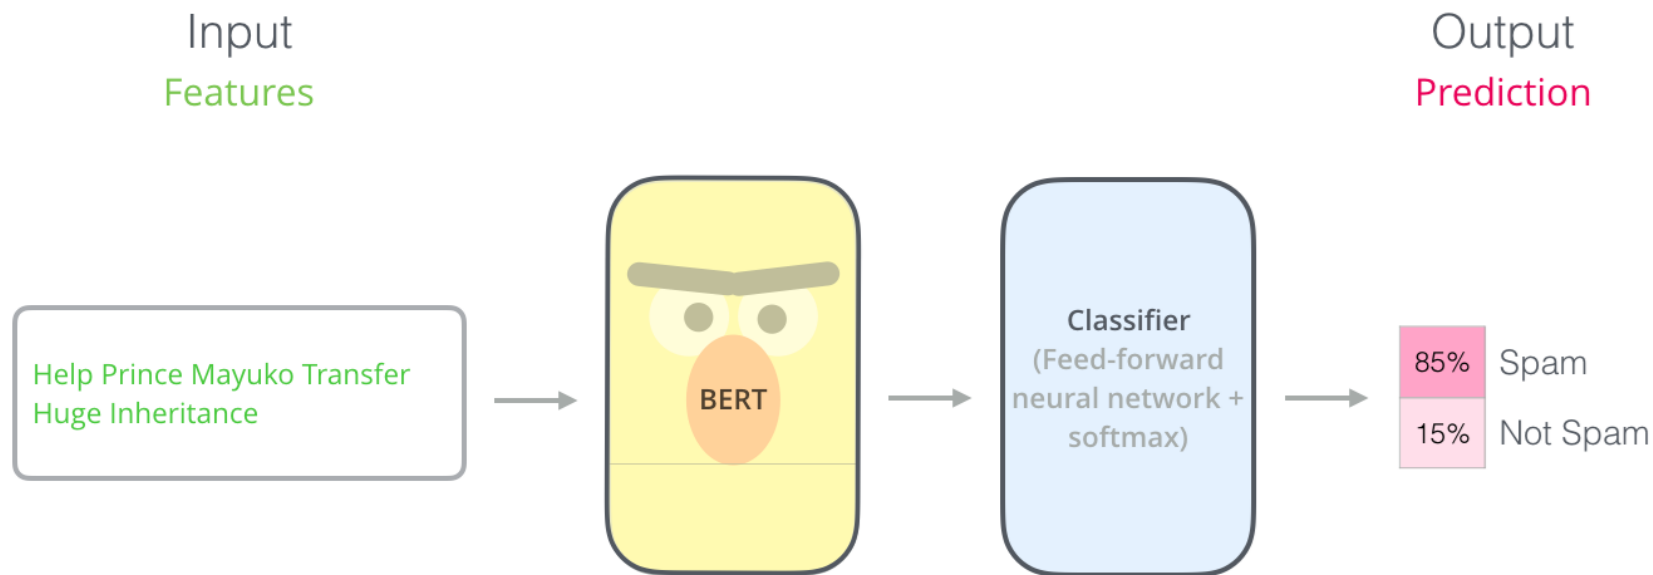 Input
Features
Output
Prediction
Help Prince Mayuko Transfer
Huge Inheritance
BERT
Classifier
(Feed-forward
neural network +
softmax)
85% Spam
15% Not Spam